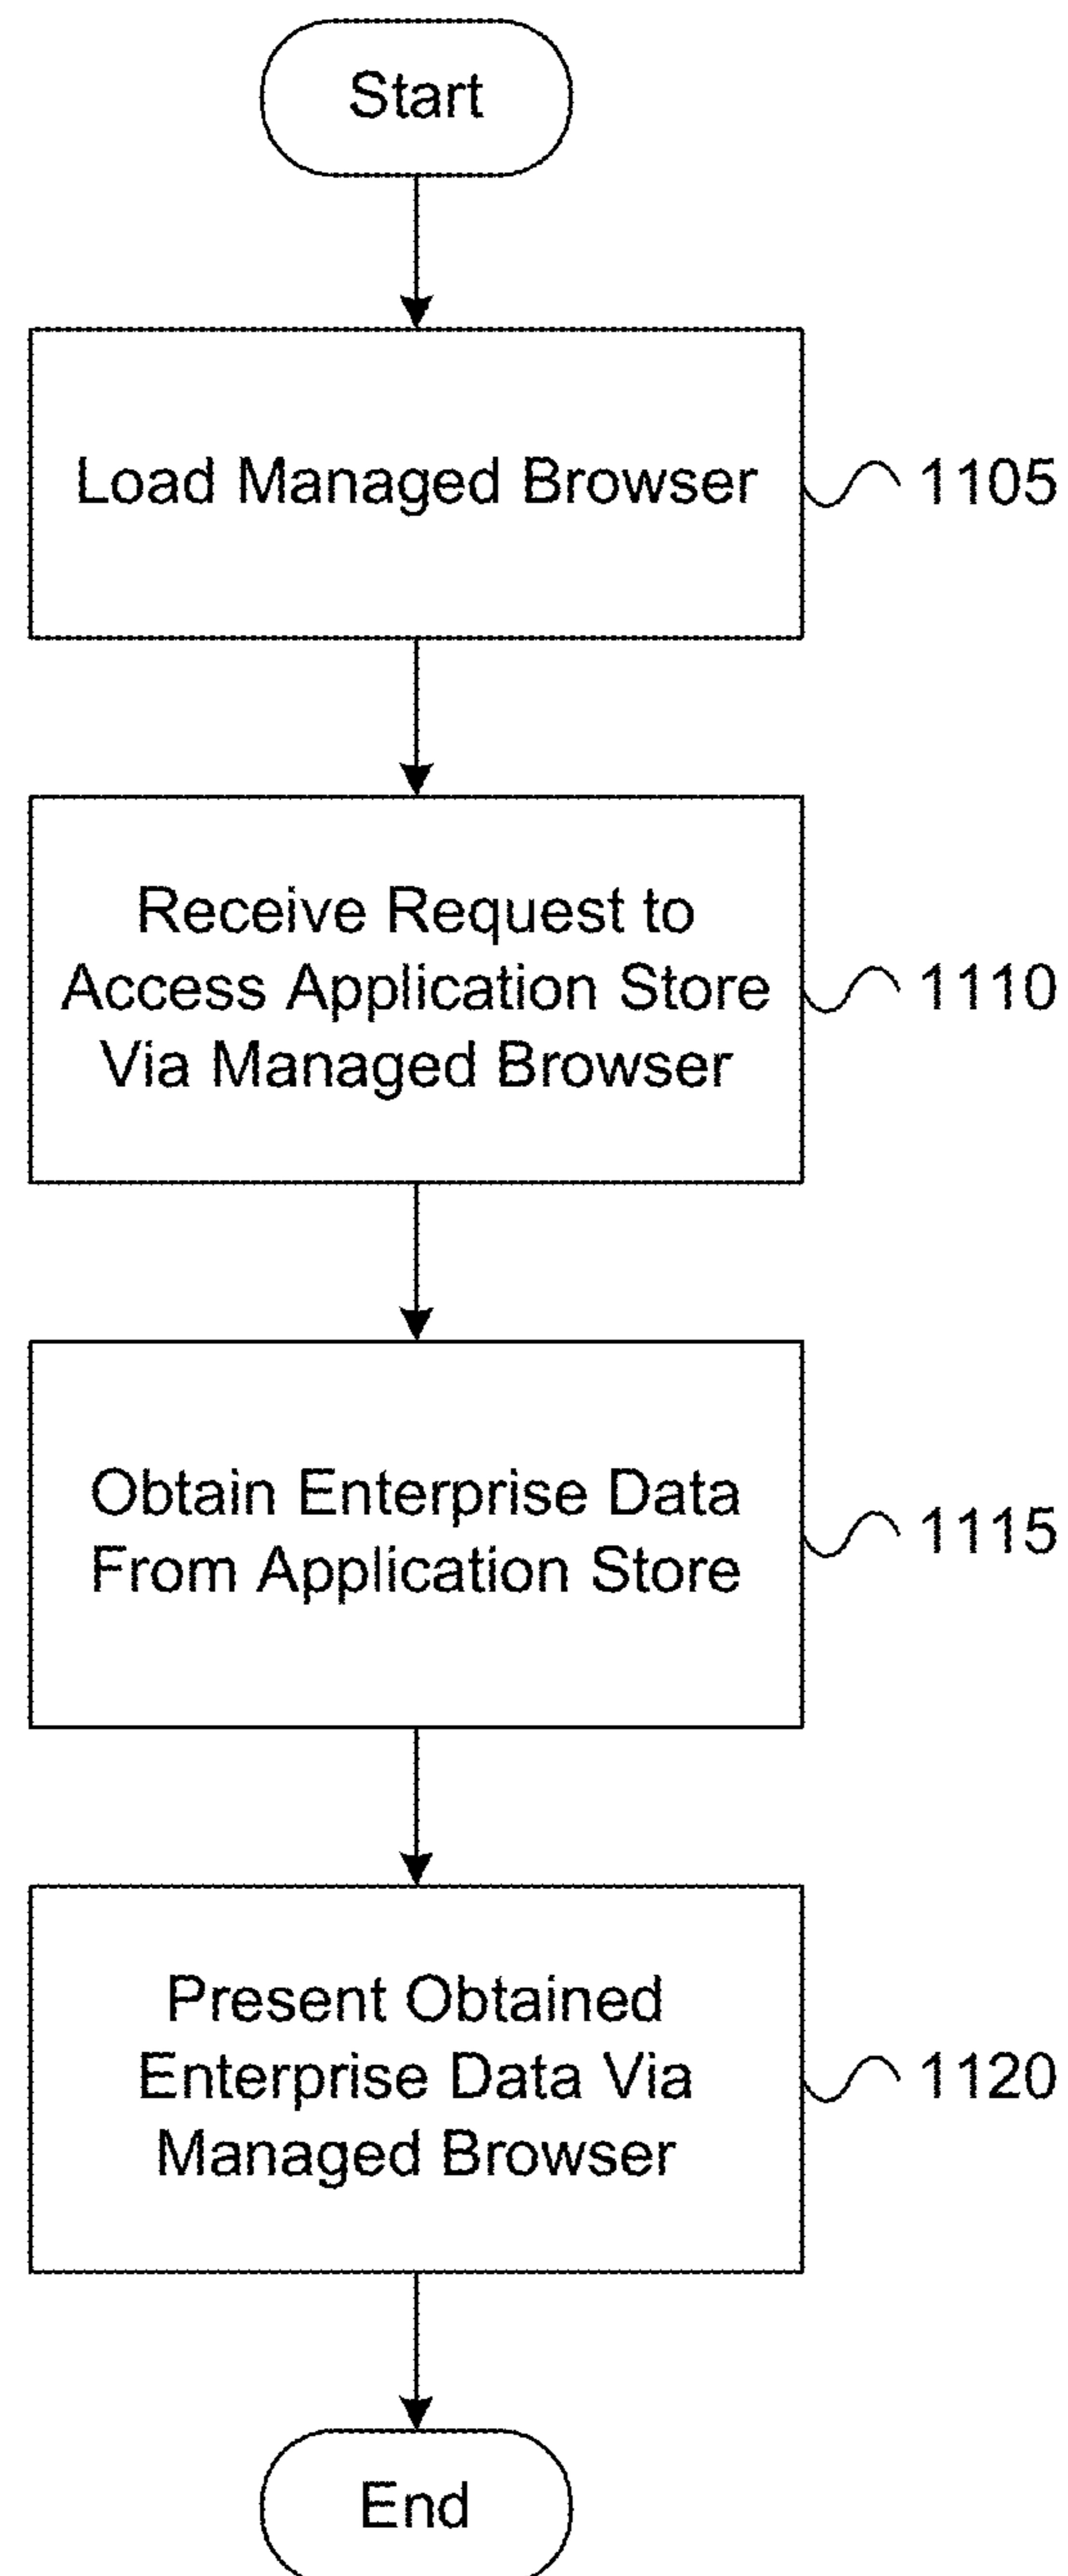 Start
Load Managed Browser
1105
Receive Request to
Access Application Store
Via Managed Browser
1110
Obtain Enterprise Data
From Application Store
1115
Present Obtained
Enterprise Data Via
Managed Browser
1120
End